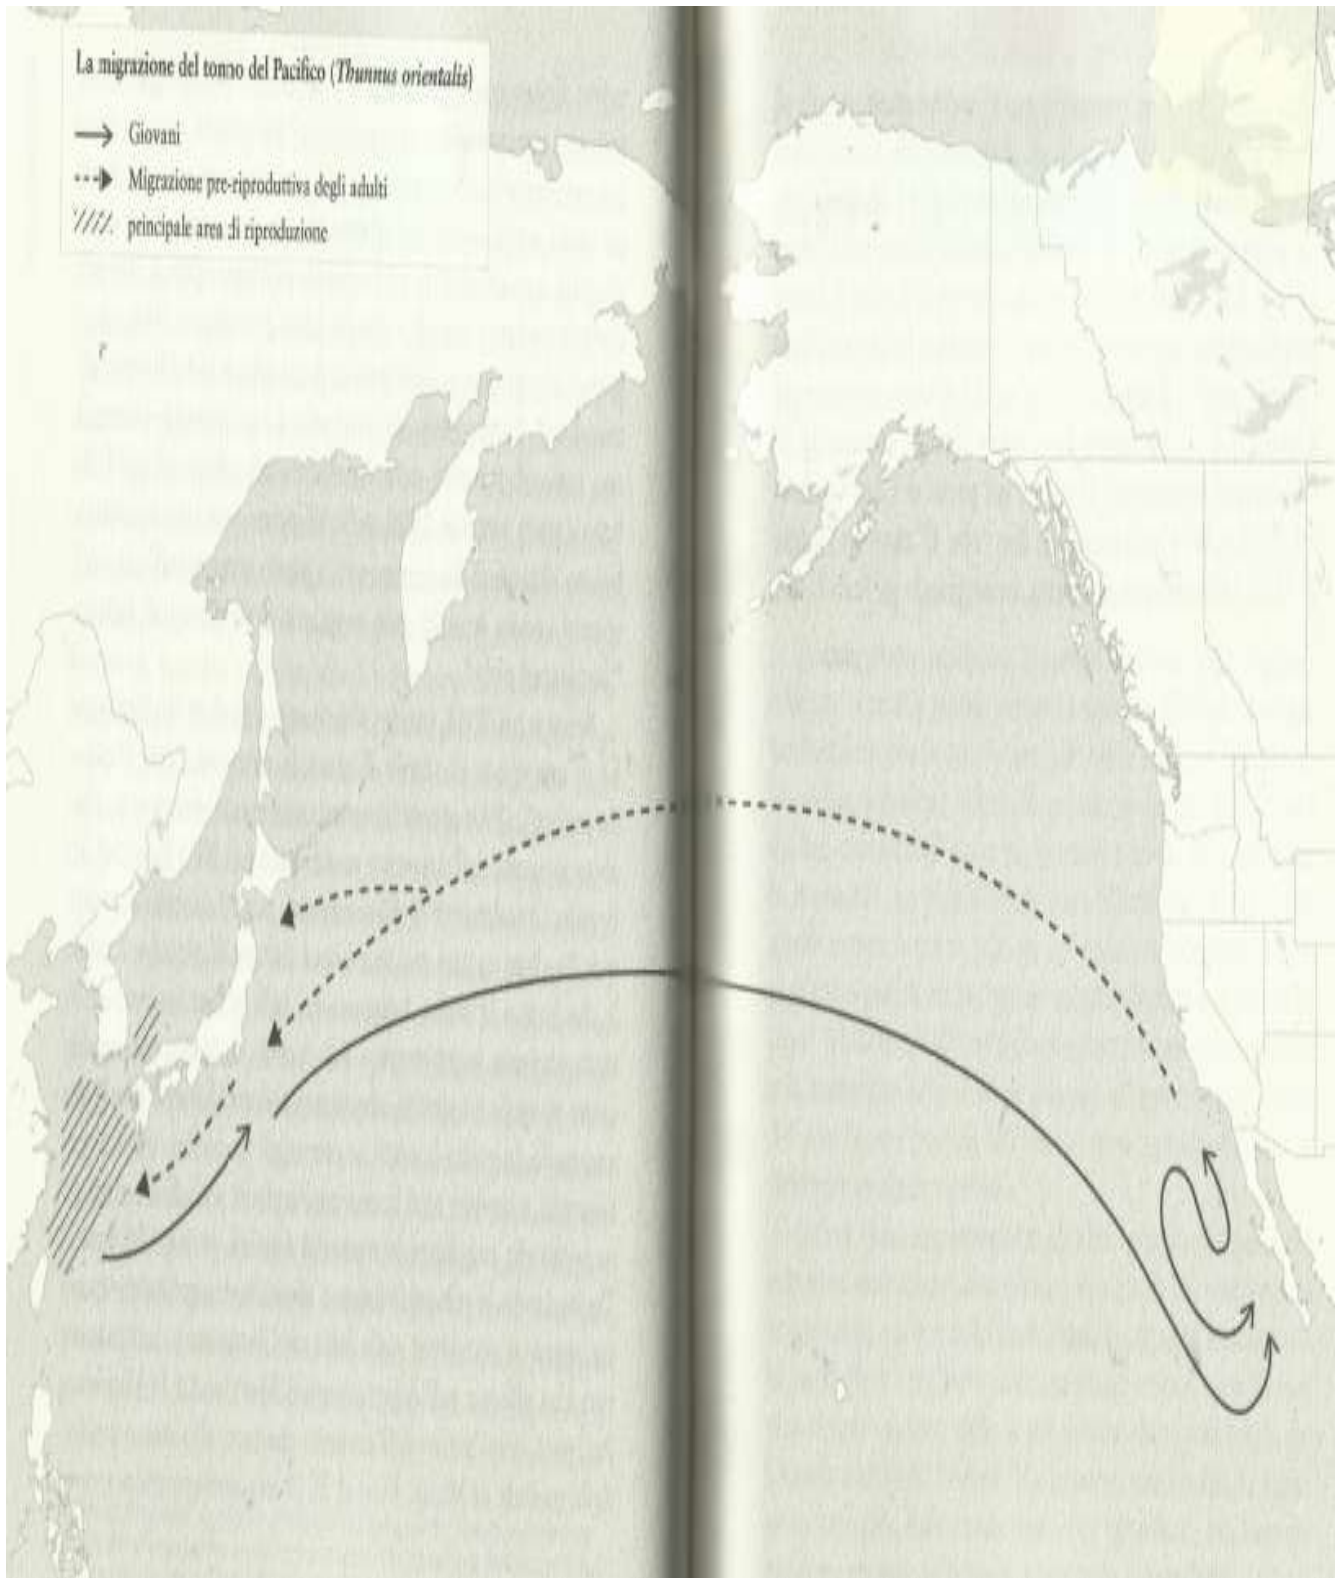 La migrazione del tonno del Pacifico (Thunnus orientalis)
Giovani
Migrazione pre-riproduttiva degli adulti
principale area di riproduzione